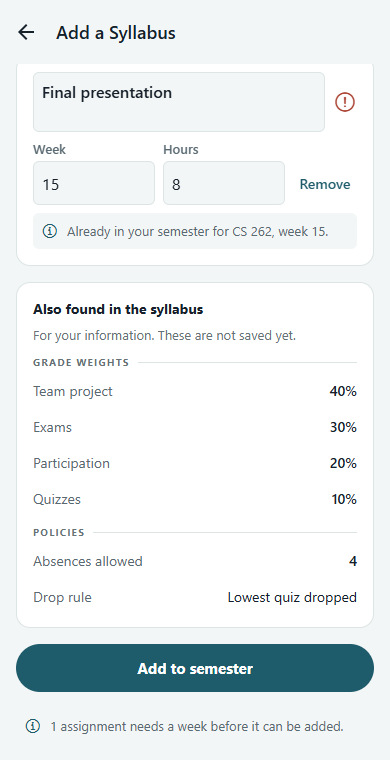 Add a Syllabus
Final presentation
Week
Hours
15
8
Remove
Already in your semester for CS 262, week 15.
Also found in the syllabus
For your information. These are not saved yet.
GRADE WEIGHTS
Team project 40%
Exams 30%
Participation 20%
Quizzes 10%
POLICIES
Absences allowed 4
Drop rule Lowest quiz dropped
Add to semester
1 assignment needs a week before it can be added.